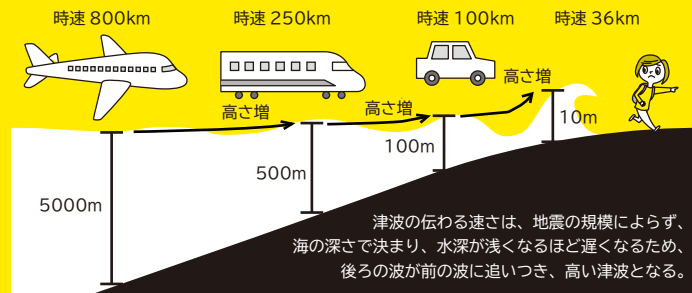 時速 800km
時速 250km
時速 100km
時速 36km
高さ増
高さ増
高さ増
5000m
500m
100m
10m
津波の伝わる速さは、地震の規模によらず、
海の深さで決まり、水深が浅くなるほど遅くなるため、
後ろの波が前の波に追いつき、高い津波となる。